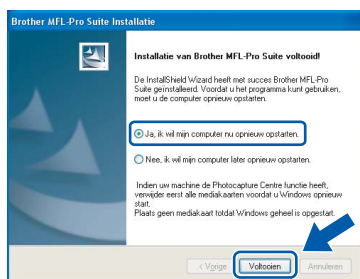 Brother MFL-Pro Suite Installatie
Installatie van Brother MFL-Pro Suite voltooid!
De InstallShield Wizard heeft met succes Brother MFL-Pro
Suite geïnstalleerd. Voordat u het programma kunt gebruiken,
moet u de computer opnieuw opstarten.
Ja, ik wil mijn computer nu opnieuw opstarten.
Nee, ik wil mijn computer later opnieuw opstarten.
Indien uw machine de Photocapture Centre functie heeft,
verwijder eerst alle mediakaarten voordat u Windows opnieuw
start.
Plaats geen mediakaart totdat Windows geheel is opgestart.
< Vorige
Voltooien
Annuleren